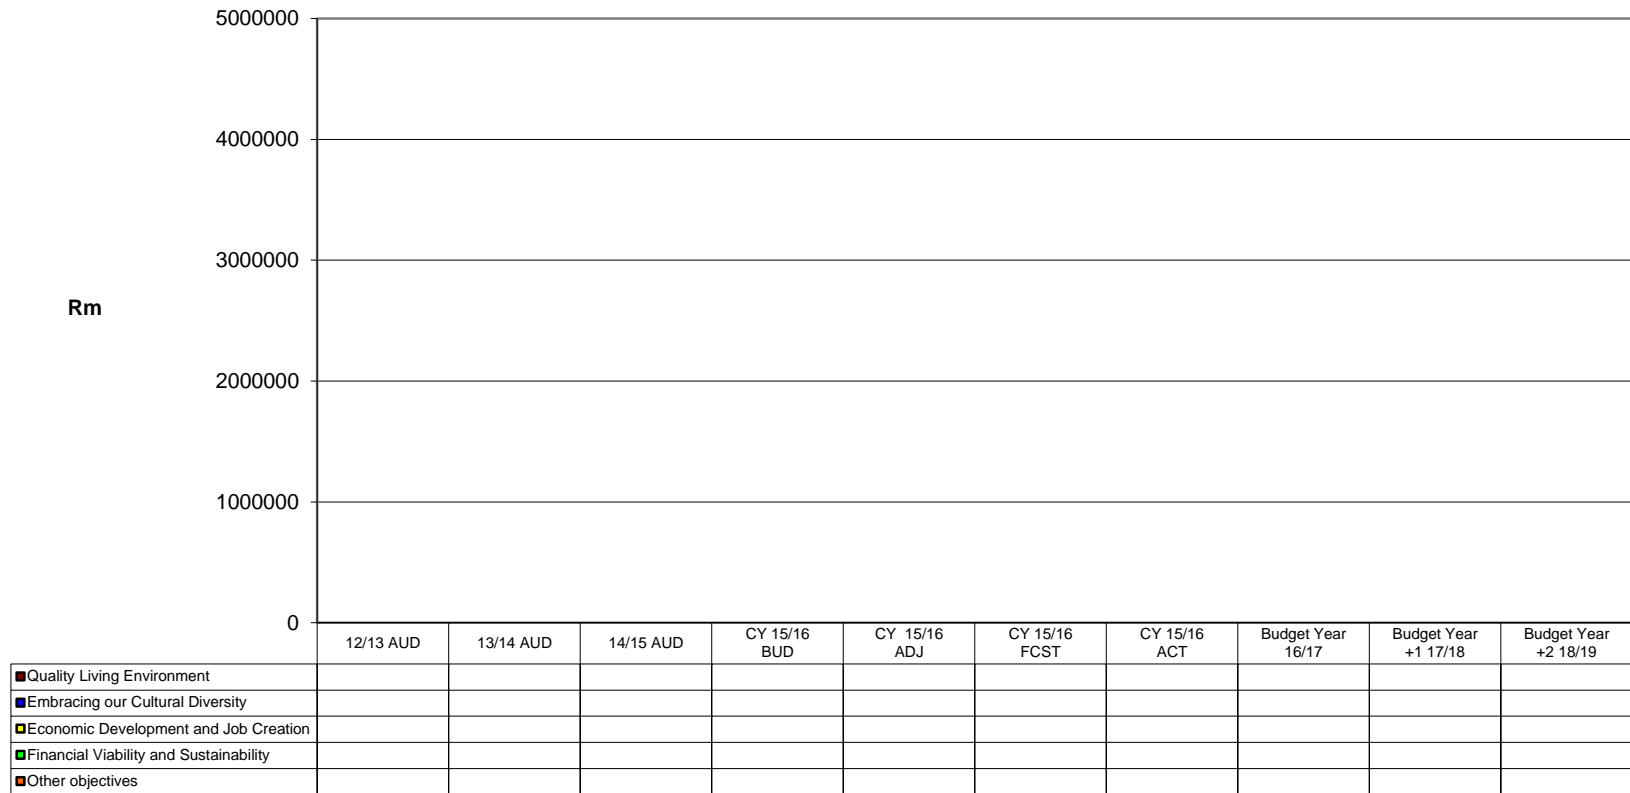 5000000
4000000
3000000
Rm
2000000
1000000
0
12/13 AUD
13/14 AUD
14/15 AUD
CY 15/16
BUD
CY  15/16
ADJ
CY 15/16
FCST
CY 15/16
ACT
Budget Year
16/17
Budget Year
+1 17/18
Budget Year
+2 18/19
Quality Living Environment
Embracing our Cultural Diversity
Economic Development and Job Creation
Financial Viability and Sustainability
Other objectives